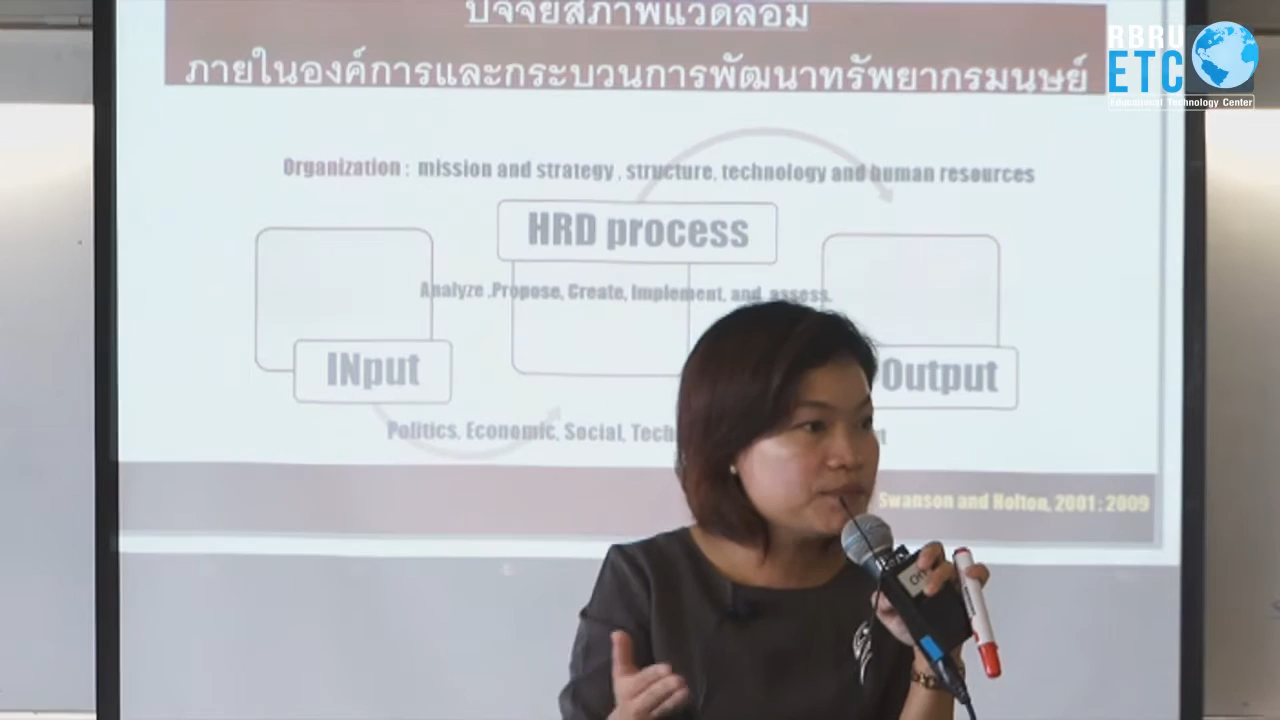 ปัจจัยสภาพแวดล้อม
ภายในองค์การและกระบวนการพัฒนาทรัพยากรมนุษย์
RBRU
ETC
Educational Technology Center
Organization : mission and strategy , structure, technology and human resources
HRD process
Analyze ,Propose, Create, Implement, and assess.
INput
Output
Politics, Economic, Social,
Swanson and Holton, 2001 : 2009
On